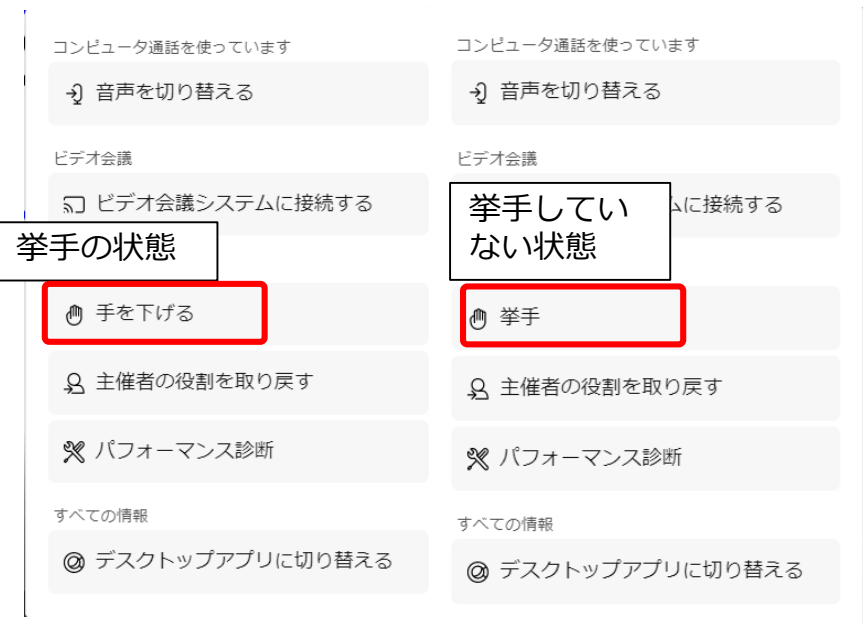 コンピュータ通話を使っています
音声を切り替える
ビデオ会議
ビデオ会議システムに接続する
挙手の状態
手を下げる
主催者の役割を取り戻す
パフォーマンス診断
すべての情報
デスクトップアプリに切り替える
コンピュータ通話を使っています
音声を切り替える
ビデオ会議
ムに接続する
挙手してい
ない状態
挙手
主催者の役割を取り戻す
パフォーマンス診断
すべての情報
デスクトップアプリに切り替える